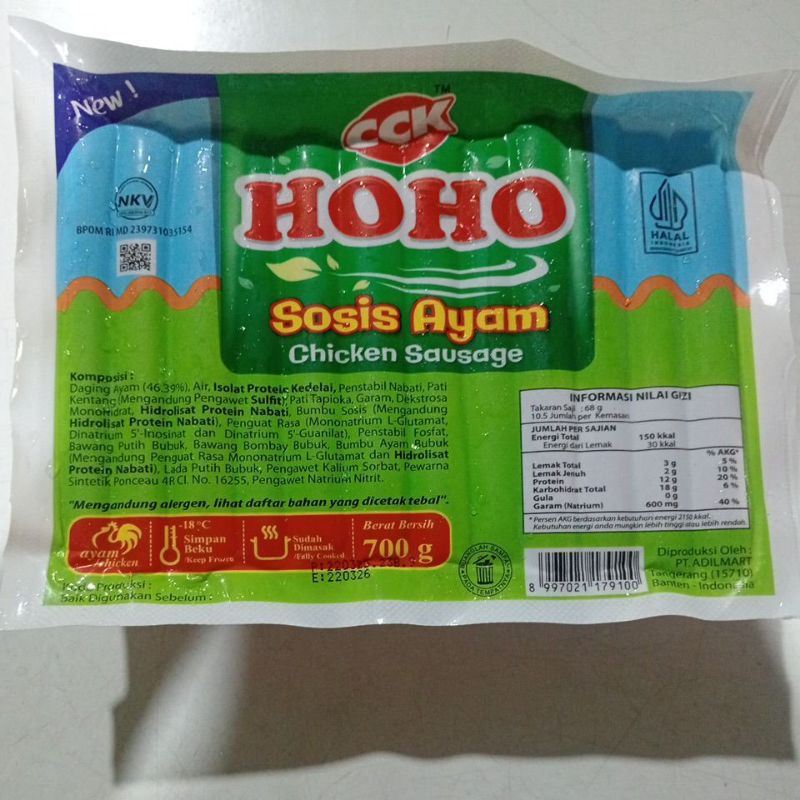 New!
CCK
TM
HOHO
NKV
BPOM RI MD 239731035154
HALAL
INDONESIA
Sosis Ayam
Chicken Sausage
Komposisi :
Daging Ayam (46.39%), Air, Isolat Protein Kedelai, Penstabil Nabati, Pati
Kentang (Mengandung Pengawet Sulfit), Pati Tapioka, Garam, Dekstrosa
Monohidrat, Hidrolisat Protein Nabati, Bumbu Sosis (Mengandung
Hidrolisat Protein Nabati), Penguat Rasa (Mononatrium L-Glutamat,
Dinatrium 5'-Inosinat dan Dinatrium 5'-Guanilat), Penstabil Fosfat,
Bawang Putih Bubuk, Bawang Bombay Bubuk, Bumbu Ayam Bubuk
(Mengandung Penguat Rasa Mononatrium L-Glutamat dan Hidrolisat
Protein Nabati), Lada Putih Bubuk, Pengawet Kalium Sorbat, Pewarna
Sintetik Ponceau 4R CI. No. 16255, Pengawet Natrium Nitrit.
"Mengandung alergen, lihat daftar bahan yang dicetak tebal".
INFORMASI NILAI GIZI
Takaran Saji : 68 g
10.5 Jumlah per Kemasan
JUMLAH PER SAJIAN
Energi Total 150 kkal
Energi dari Lemak 30 kkal
% AKG*
Lemak Total 3 g 5 %
Lemak Jenuh 2 g 10 %
Protein 12 g 20 %
Karbohidrat Total 18 g 6 %
Gula 0 g
Garam (Natrium) 600 mg 40 %
* Persen AKG berdasarkan kebutuhan energi 2150 kkal.
Kebutuhan energi anda mungkin lebih tinggi atau lebih rendah.
ayam
/chicken
-18°C
Simpan
Beku
/Keep Frozen
Sudah
Dimasak
/Fully Cooked
Berat Bersih
700 g
E: 220326
Kode Produksi :
Baik Digunakan Sebelum :
BUANGLAH SAMPAH
PADA TEMPATNYA
8 997021 179100
Diproduksi Oleh :
PT. ADILMART
Tangerang (15710)
Banten - Indonesia